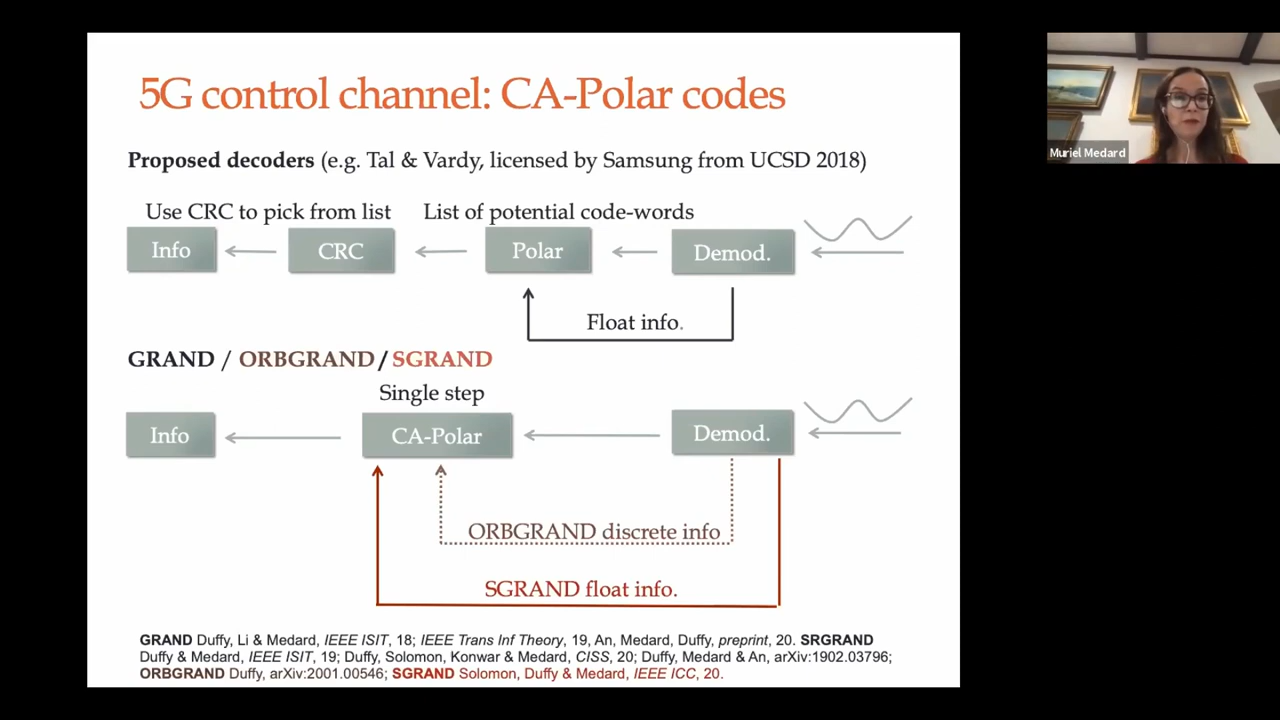 5G control channel: CA-Polar codes
Muriel Medard
Proposed decoders (e.g. Tal & Vardy, licensed by Samsung from UCSD 2018)
Use CRC to pick from list
List of potential code-words
Info
CRC
Polar
Demod.
Float info.
GRAND / ORBGRAND / SGRAND
Single step
Info
CA-Polar
Demod.
ORBGRAND discrete info
SGRAND float info.
GRAND Duffy, Li & Medard, IEEE ISIT, 18; IEEE Trans Inf Theory, 19, An, Medard, Duffy, preprint, 20. SRGRAND
Duffy & Medard, IEEE ISIT, 19; Duffy, Solomon, Konwar & Medard, CISS, 20; Duffy, Medard & An, arXiv:1902.03796;
ORBGRAND Duffy, arXiv:2001.00546; SGRAND Solomon, Duffy & Medard, IEEE ICC, 20.